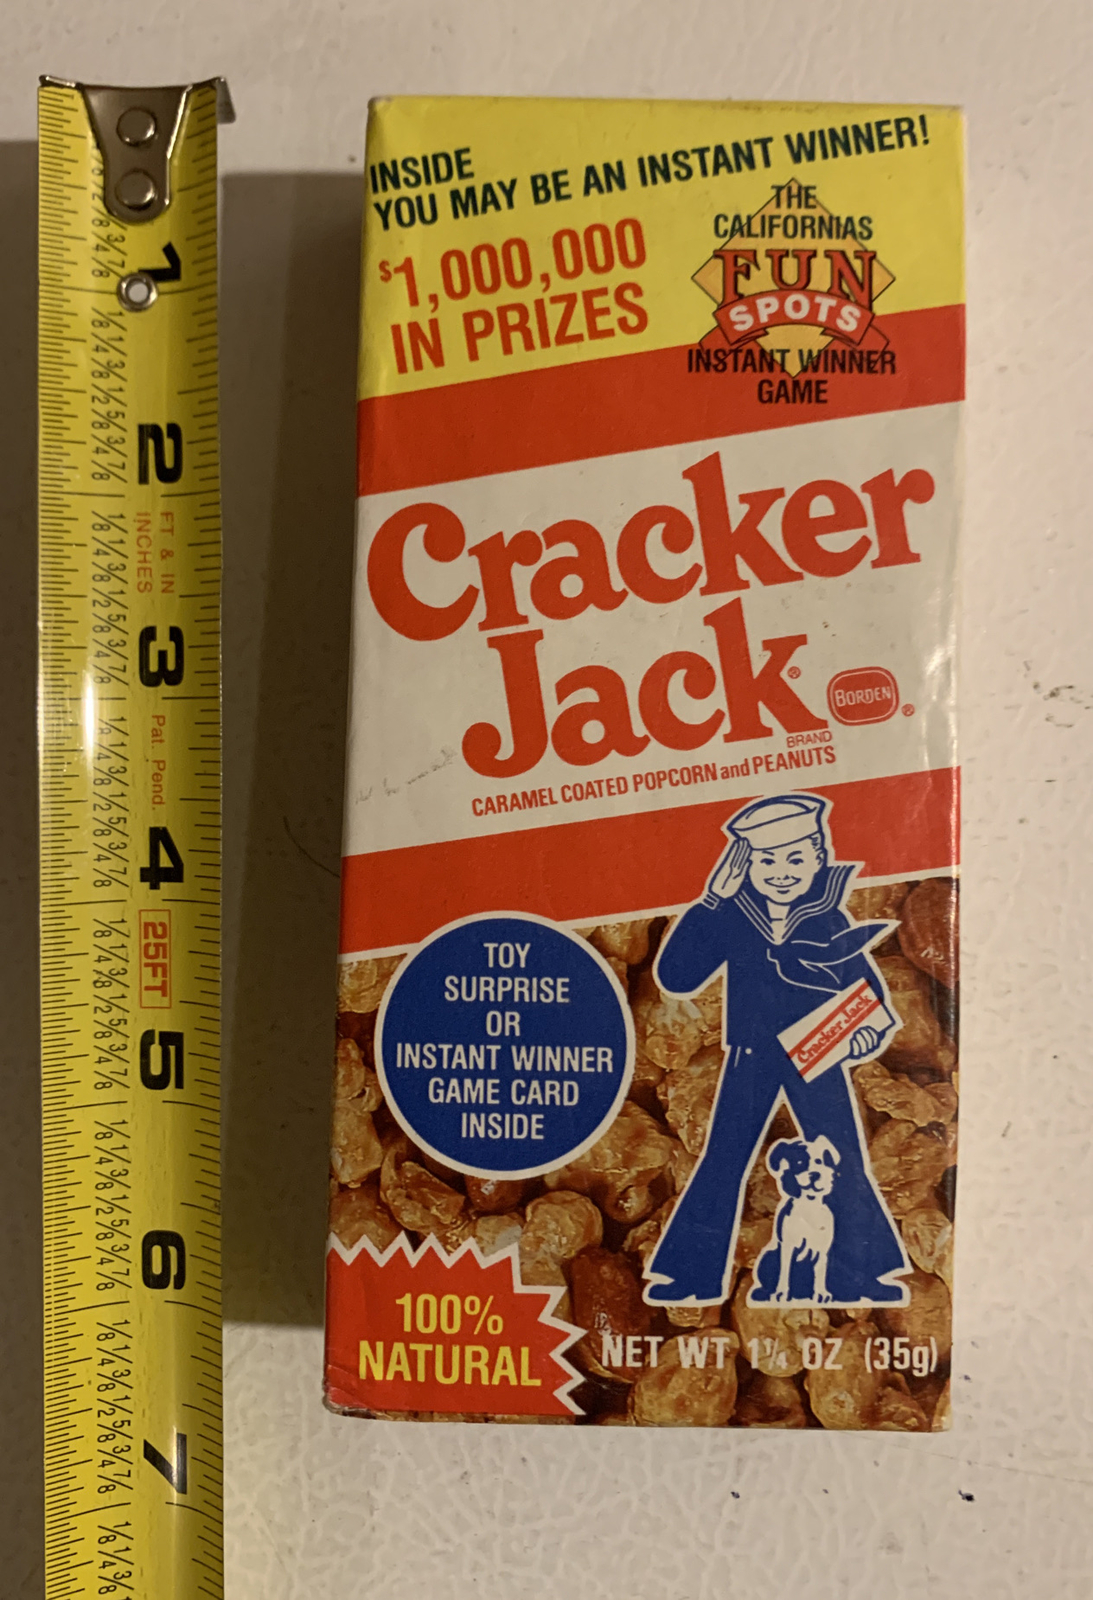 INSIDE
YOU MAY BE AN INSTANT WINNER!
$1,000,000
IN PRIZES
THE
CALIFORNIAS
FUN
SPOTS
INSTANT WINNER
GAME
Cracker
Jack®
BORDEN ®
BRAND
CARAMEL COATED POPCORN and PEANUTS
TOY
SURPRISE
OR
INSTANT WINNER
GAME CARD
INSIDE
Cracker Jack
100%
NATURAL
NET WT 1¼ OZ (35g)
1
2
FT & IN
INCHES
3
Pat. Pend.
4
25FT
5
6
7